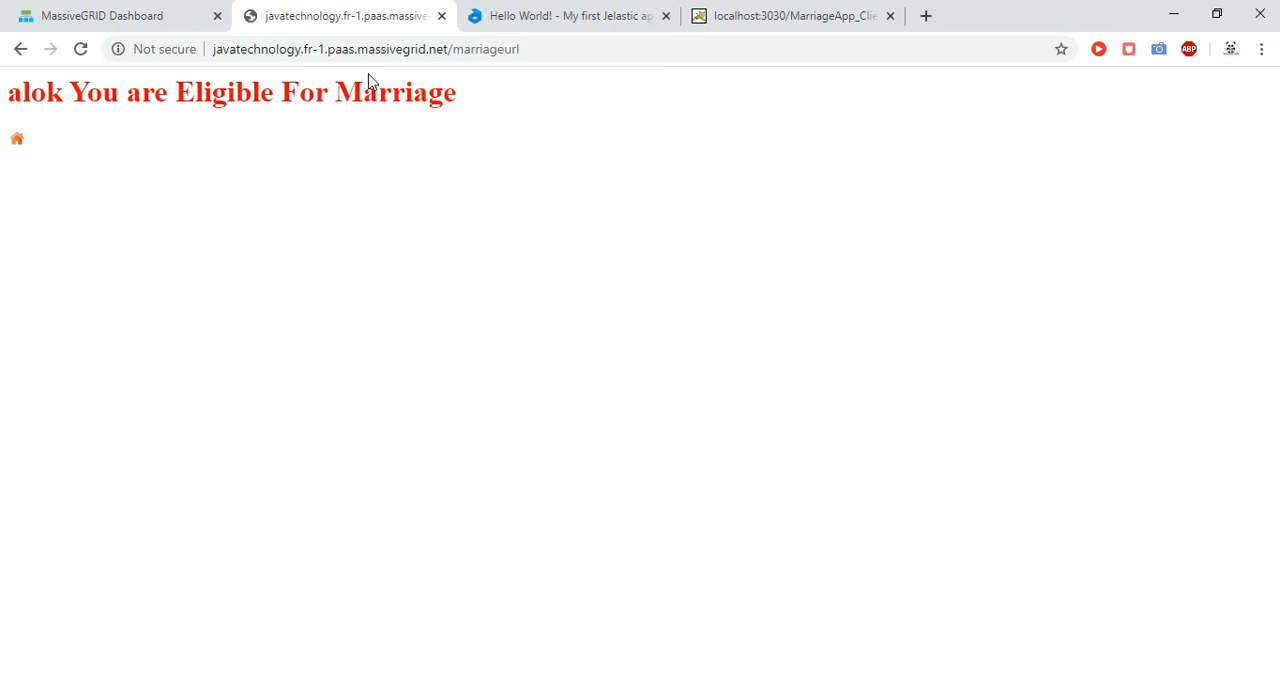 MassiveGRID Dashboard
javatechnology.fr-1.paas.massive
Hello World! - My first Jelastic ap
localhost:3030/MarriageApp_Clie
Not secure
javatechnology.fr-1.paas.massivegrid.net/marriageurl
ABP
alok You are Eligible For Marriage